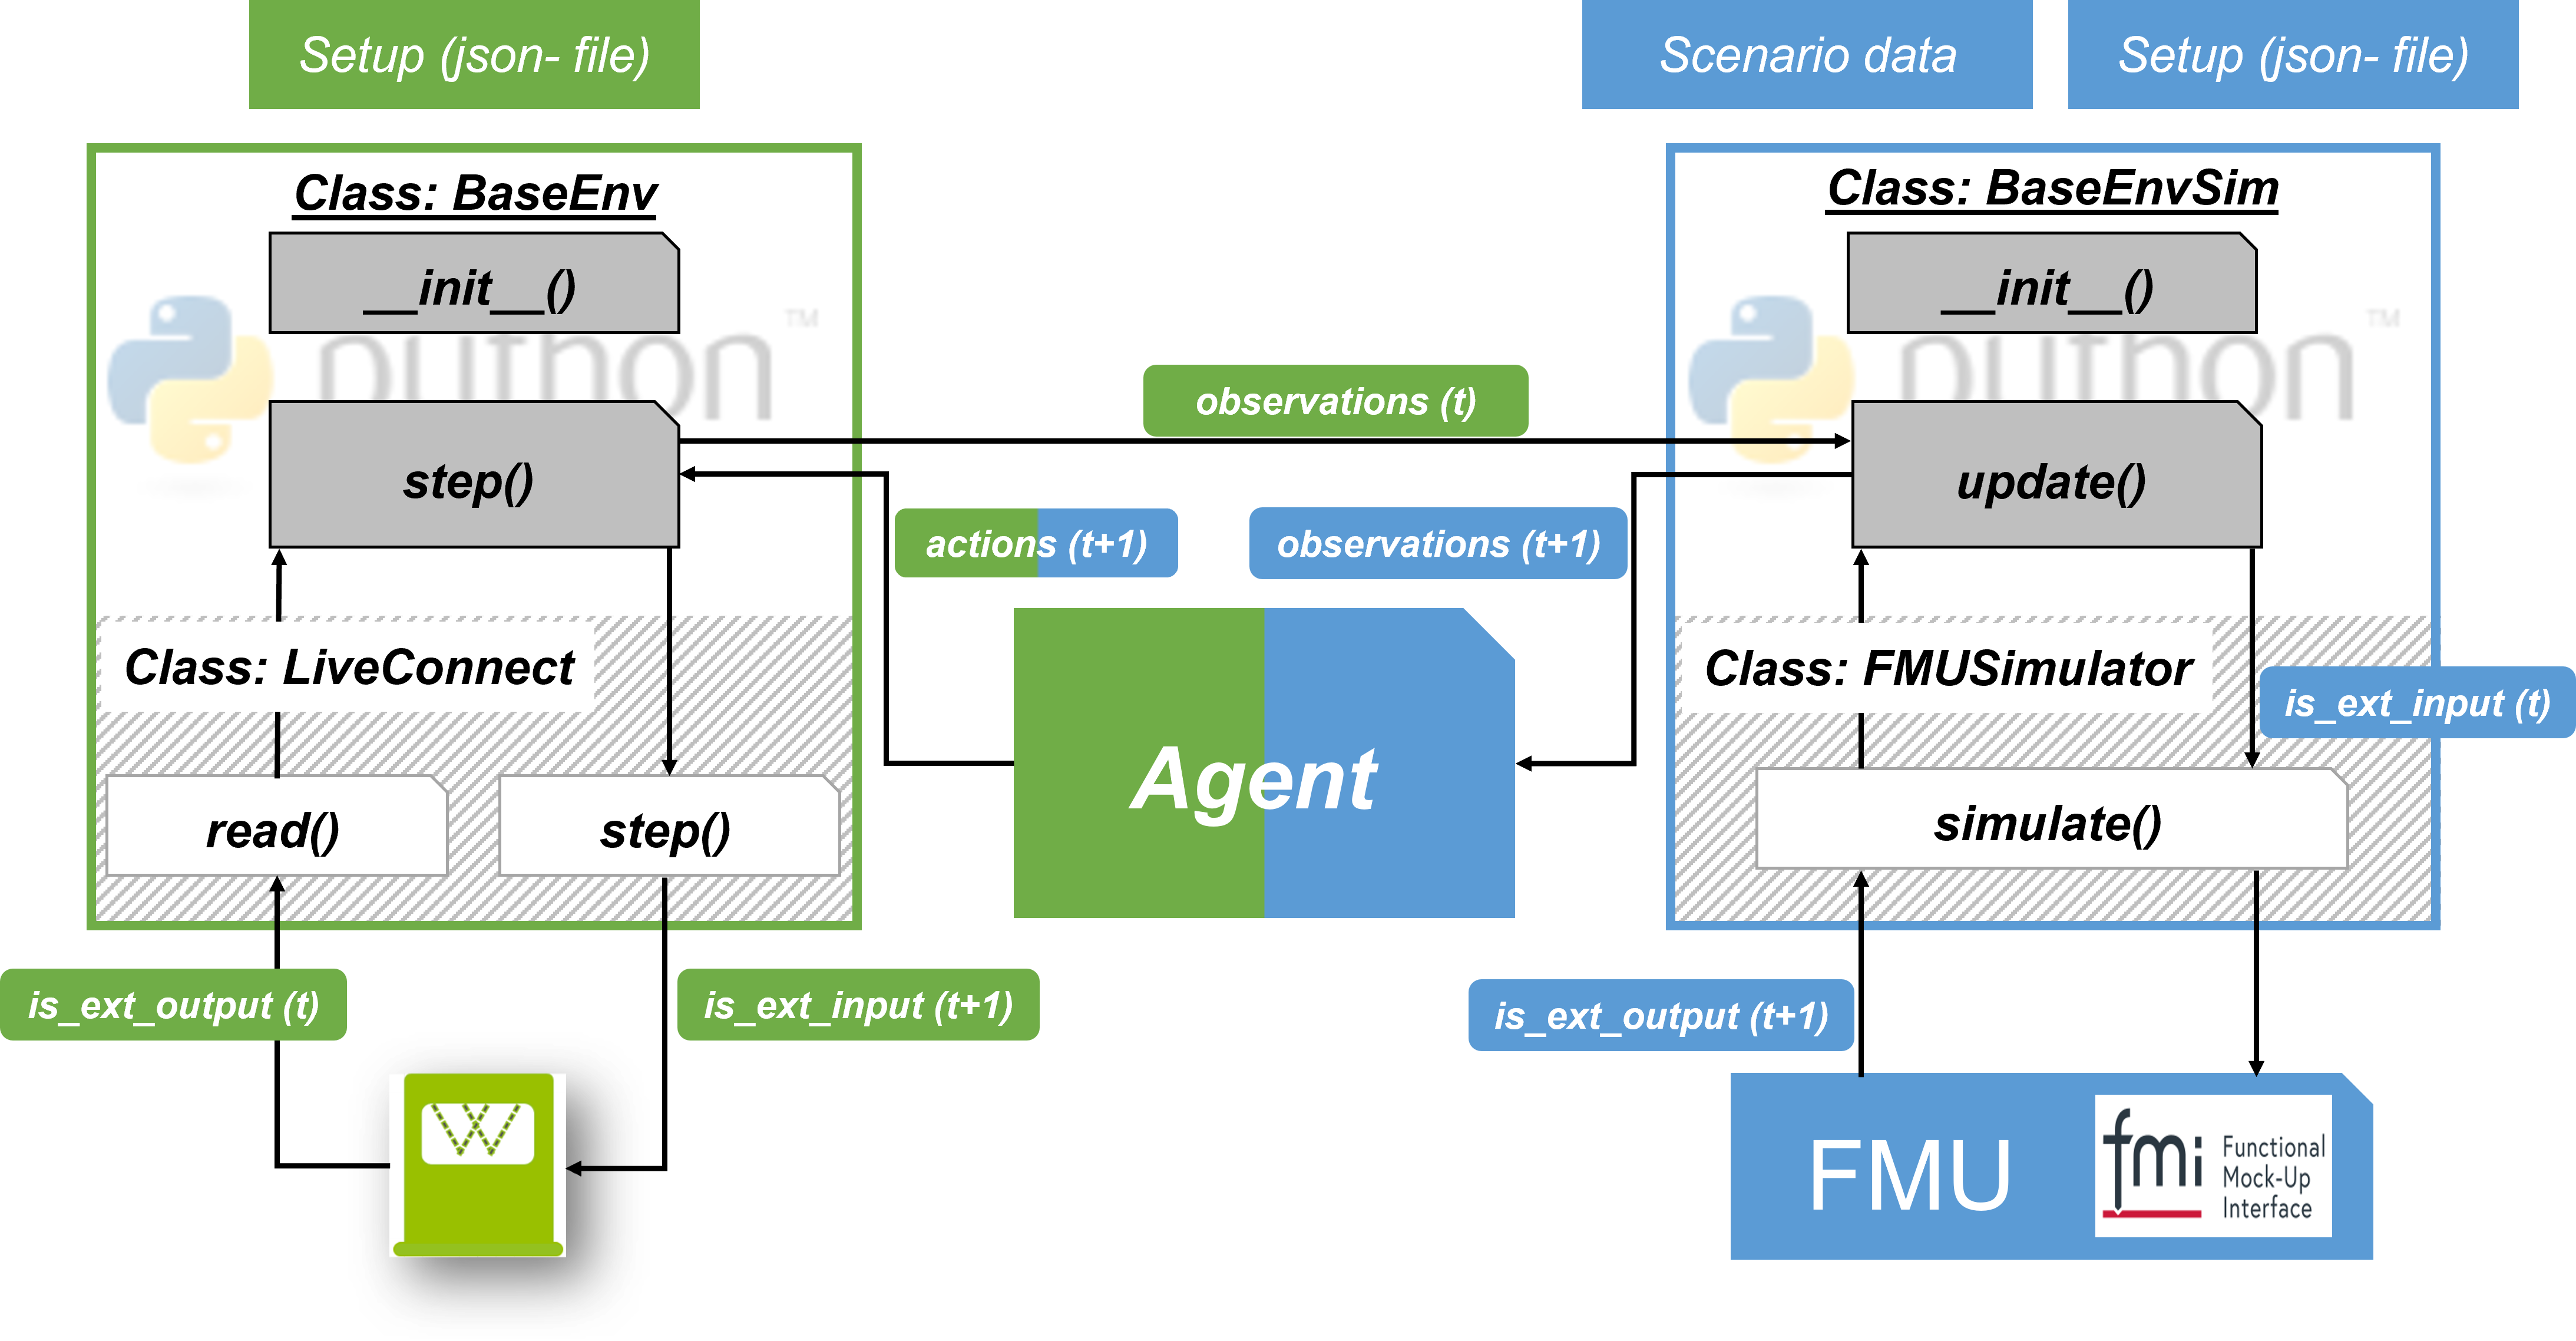 Setup (json- file)
Scenario data
Setup (json- file)
Class: BaseEnv
__init__()
python™
step()
Class: LiveConnect
read()
step()
is_ext_output (t)
is_ext_input (t+1)
W
observations (t)
actions (t+1)
observations (t+1)
Agent
Class: BaseEnvSim
__init__()
python™
update()
Class: FMUSimulator
is_ext_input (t)
simulate()
is_ext_output (t+1)
FMU
fmi
Functional
Mock-Up
Interface